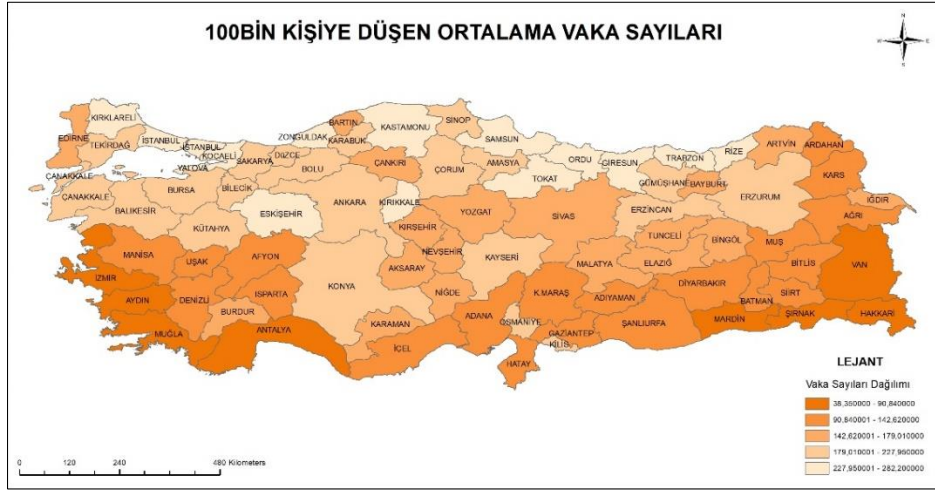 100BİN KİŞİYE DÜŞEN ORTALAMA VAKA SAYILARI
N
W E
S
KIRKLARELİ
EDİRNE
TEKİRDAĞ
İSTANBUL
İSTANBUL
KOCAELİ
YALOVA
SAKARYA
DÜZCE
ZONGULDAK
BARTIN
KARABUK
KASTAMONU
SİNOP
SAMSUN
ORDU
GİRESUN
TRABZON
RİZE
ARTVİN
ARDAHAN
KARS
IĞDIR
ÇANAKKALE
ÇANAKKALE
BURSA
BİLECİK
BOLU
ÇANKIRI
ÇORUM
AMASYA
TOKAT
GÜMÜŞHANE
BAYBURT
ERZURUM
AĞRI
BALIKESİR
KÜTAHYA
ESKİŞEHİR
ANKARA
KIRIKKALE
YOZGAT
SİVAS
ERZİNCAN
TUNCELİ
BİNGÖL
MUŞ
MANİSA
UŞAK
AFYON
KIRŞEHİR
NEVŞEHİR
KAYSERİ
MALATYA
ELAZIĞ
BİTLİS
VAN
İZMİR
AYDIN
DENİZLİ
ISPARTA
BURDUR
KONYA
AKSARAY
NİĞDE
K.MARAŞ
ADIYAMAN
DİYARBAKIR
BATMAN
SİİRT
MUĞLA
ANTALYA
KARAMAN
İÇEL
ADANA
OSMANİYE
GAZİANTEP
KİLİS
ŞANLIURFA
MARDİN
ŞIRNAK
HAKKARİ
HATAY
LEJANT
Vaka Sayıları Dağılımı
38,350000 - 90,840000
90,840001 - 142,620000
142,620001 - 179,010000
179,010001 - 227,950000
227,950001 - 282,200000
0 120 240 480 Kilometers